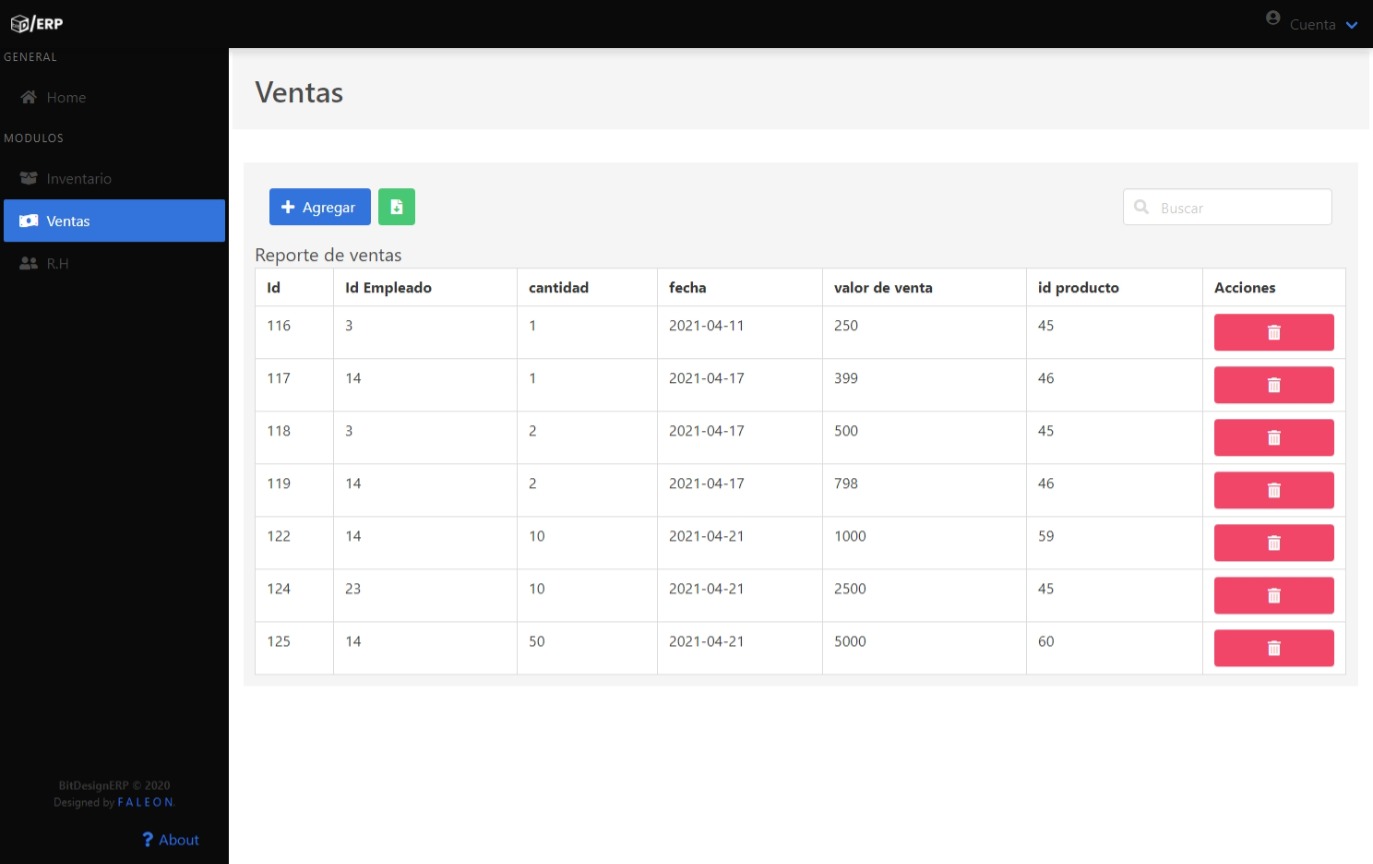 /ERP
Cuenta
GENERAL
Home
MODULOS
Inventario
Ventas
R.H
BitDesignERP © 2020
Designed by FALEON.
? About
Ventas
+ Agregar
Buscar
Reporte de ventas
Id Id Empleado cantidad fecha valor de venta id producto Acciones
116 3 1 2021-04-11 250 45
117 14 1 2021-04-17 399 46
118 3 2 2021-04-17 500 45
119 14 2 2021-04-17 798 46
122 14 10 2021-04-21 1000 59
124 23 10 2021-04-21 2500 45
125 14 50 2021-04-21 5000 60